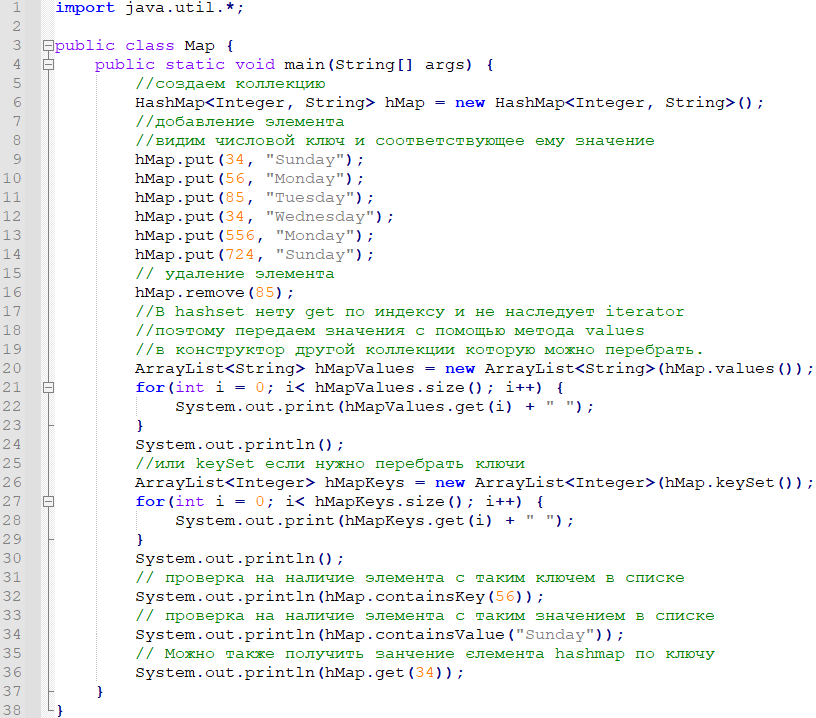 1 import java.util.*;
2
3 public class Map {
4 public static void main(String[] args) {
5 //создаем коллекцию
6 HashMap<Integer, String> hMap = new HashMap<Integer, String>();
7 //добавление элемента
8 //видим числовой ключ и соответствующее ему значение
9 hMap.put(34, "Sunday");
10 hMap.put(56, "Monday");
11 hMap.put(85, "Tuesday");
12 hMap.put(34, "Wednesday");
13 hMap.put(556, "Monday");
14 hMap.put(724, "Sunday");
15 // удаление элемента
16 hMap.remove(85);
17 //В hashset нету get по индексу и не наследует iterator
18 //поэтому передаем значения с помощью метода values
19 //в конструктор другой коллекции которую можно перебрать.
20 ArrayList<String> hMapValues = new ArrayList<String>(hMap.values());
21 for(int i = 0; i< hMapValues.size(); i++) {
22 System.out.print(hMapValues.get(i) + " ");
23 }
24 System.out.println();
25 //или keySet если нужно перебрать ключи
26 ArrayList<Integer> hMapKeys = new ArrayList<Integer>(hMap.keySet());
27 for(int i = 0; i< hMapKeys.size(); i++) {
28 System.out.print(hMapKeys.get(i) + " ");
29 }
30 System.out.println();
31 // проверка на наличие элемента с таким ключем в списке
32 System.out.println(hMap.containsKey(56));
33 // проверка на наличие элемента с таким значением в списке
34 System.out.println(hMap.containsValue("Sunday"));
35 // Можно также получить занчение єлемента hashmap по ключу
36 System.out.println(hMap.get(34));
37 }
38 }